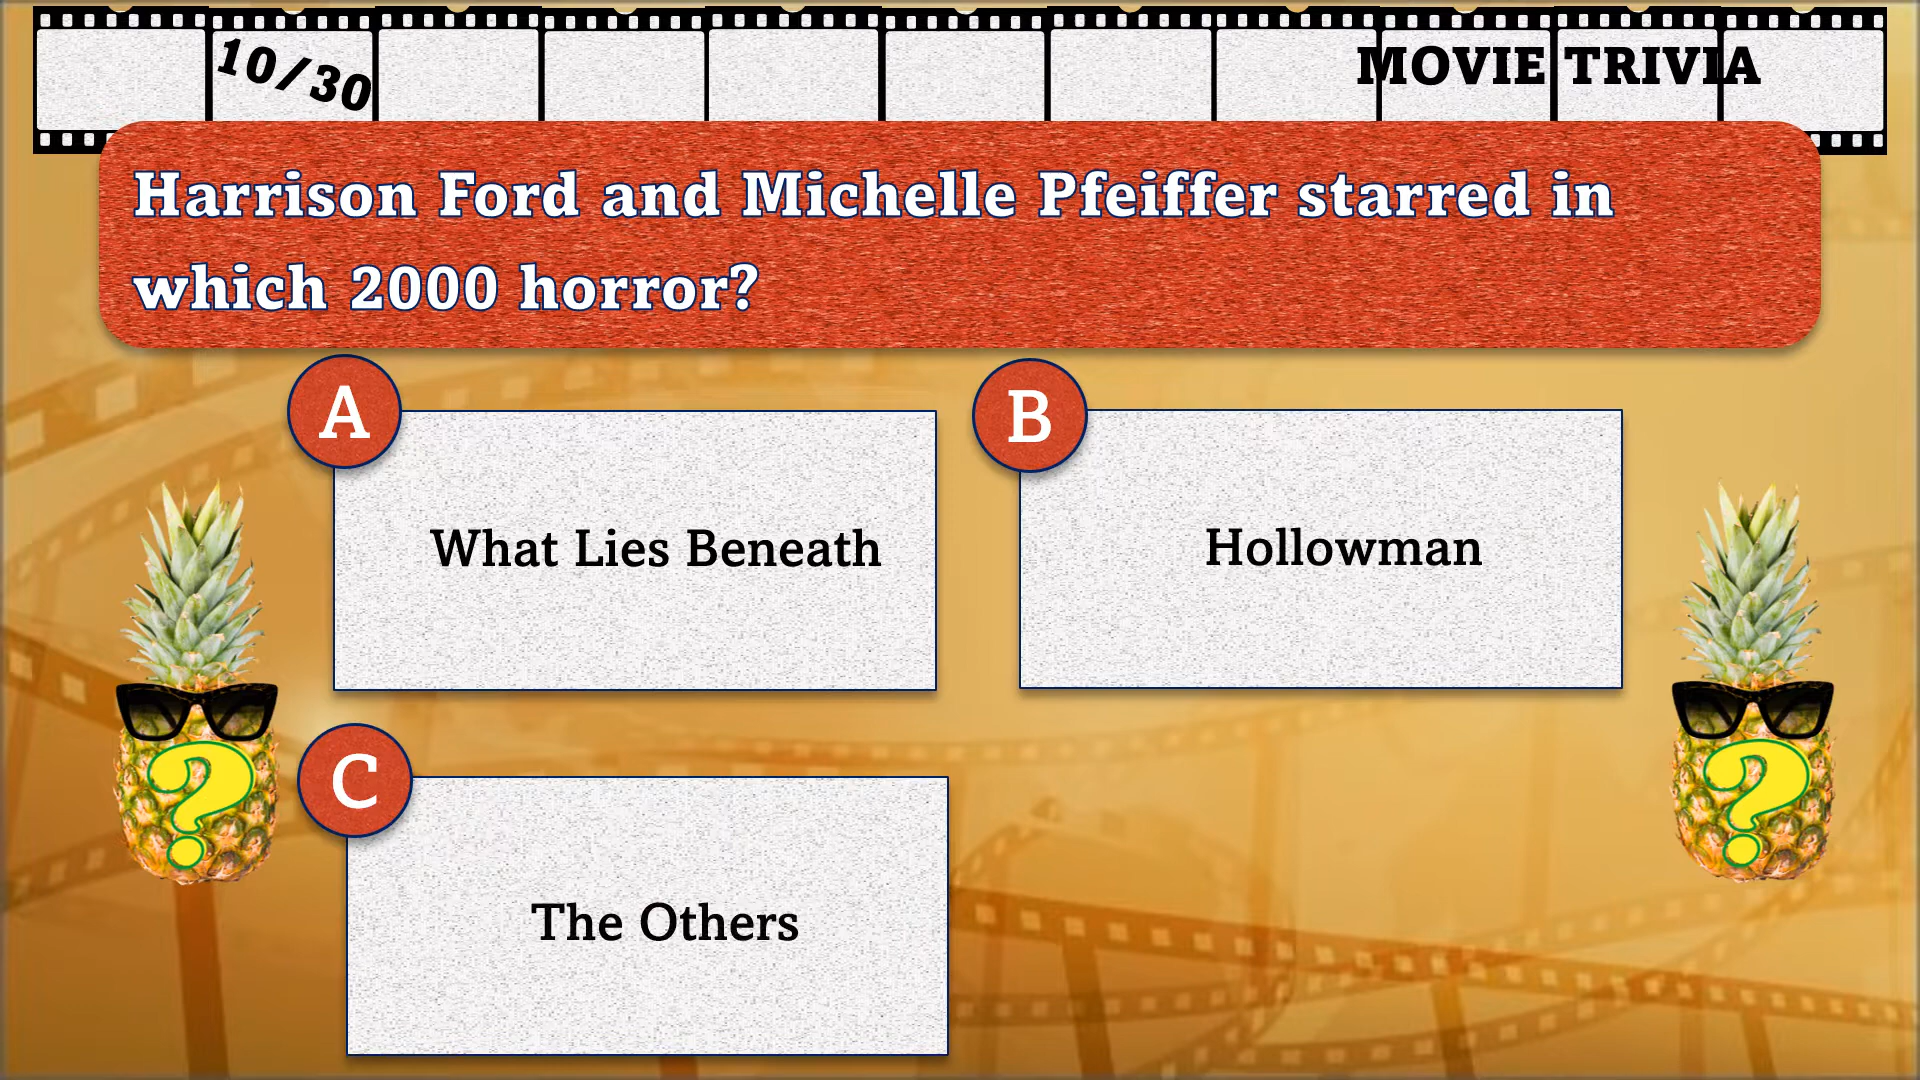 10/30
MOVIE TRIVIA
Harrison Ford and Michelle Pfeiffer starred in
which 2000 horror?
A
What Lies Beneath
B
Hollowman
C
The Others
?
?